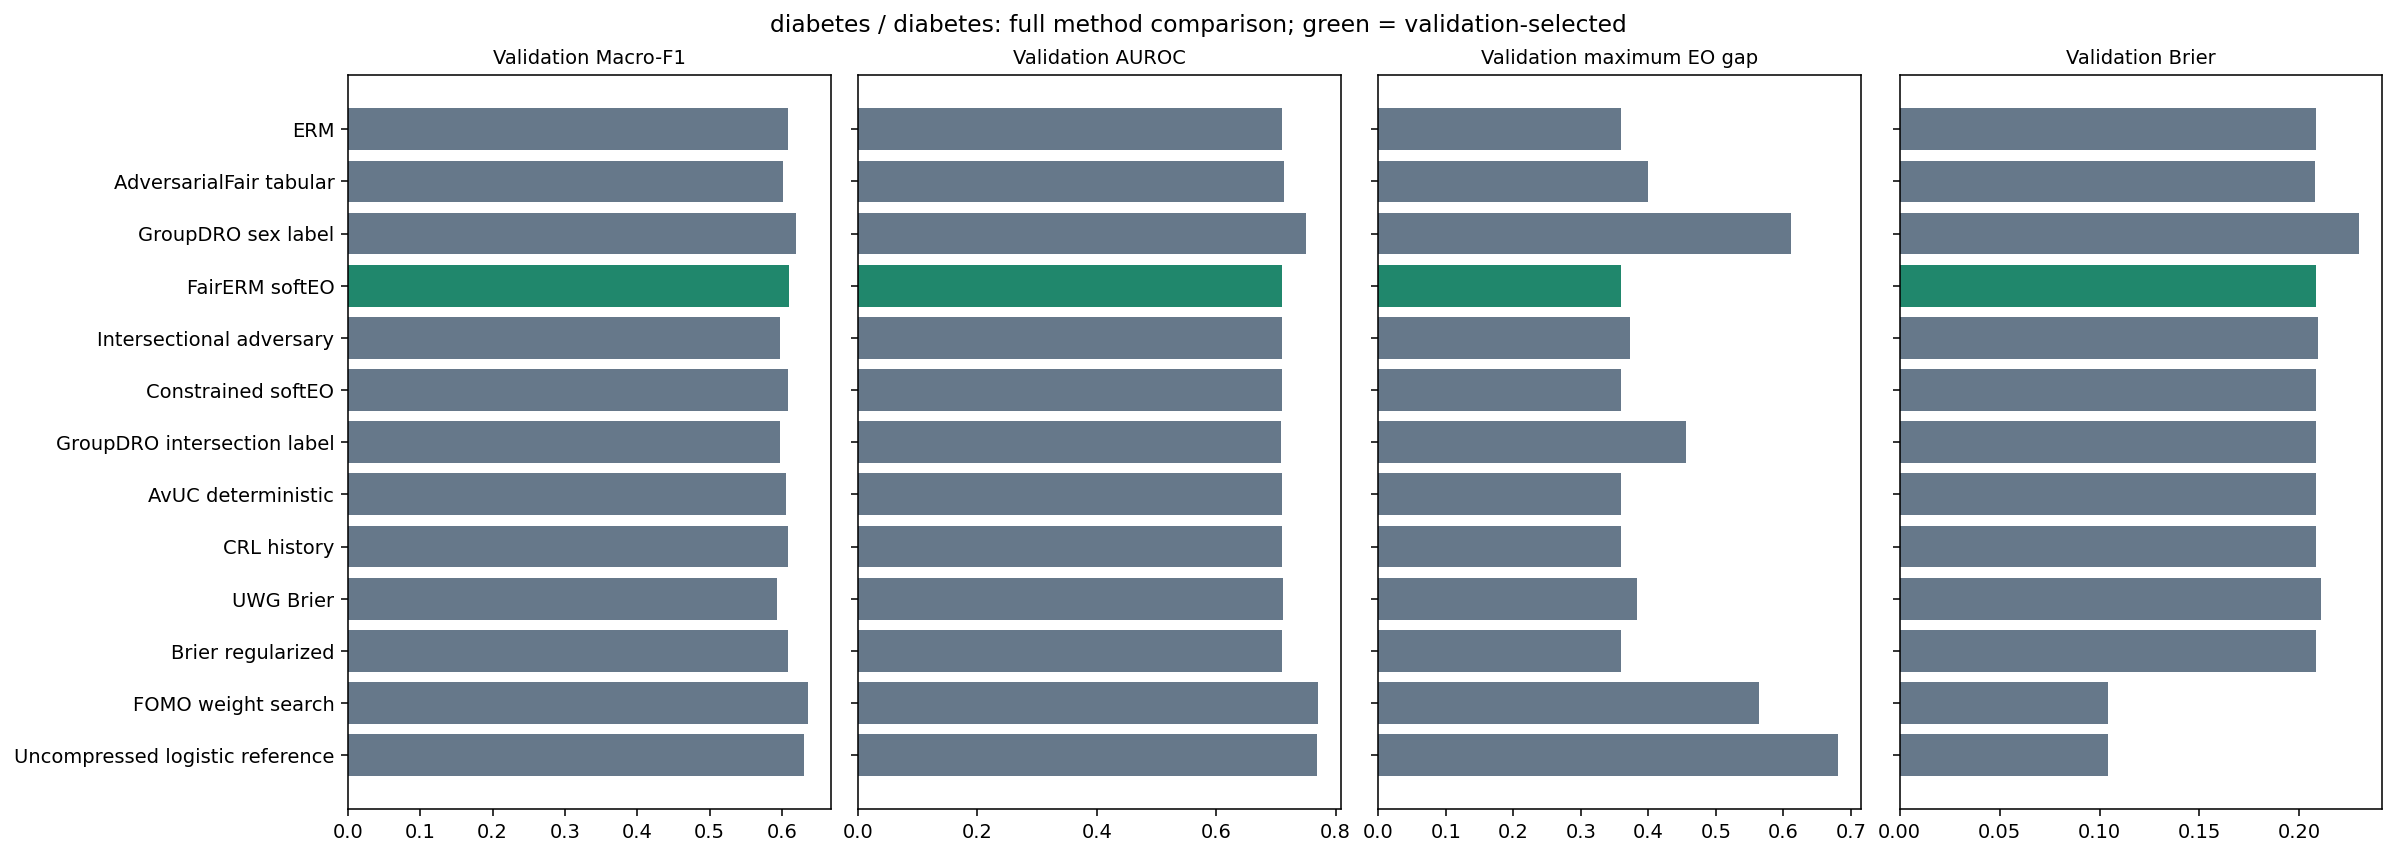 diabetes / diabetes: full method comparison; green = validation-selected
Validation Macro-F1
Validation AUROC
Validation maximum EO gap
Validation Brier
ERM
AdversarialFair tabular
GroupDRO sex label
FairERM softEO
Intersectional adversary
Constrained softEO
GroupDRO intersection label
AvUC deterministic
CRL history
UWG Brier
Brier regularized
FOMO weight search
Uncompressed logistic reference
0.0 0.1 0.2 0.3 0.4 0.5 0.6
0.0 0.2 0.4 0.6 0.8
0.0 0.1 0.2 0.3 0.4 0.5 0.6 0.7
0.00 0.05 0.10 0.15 0.20